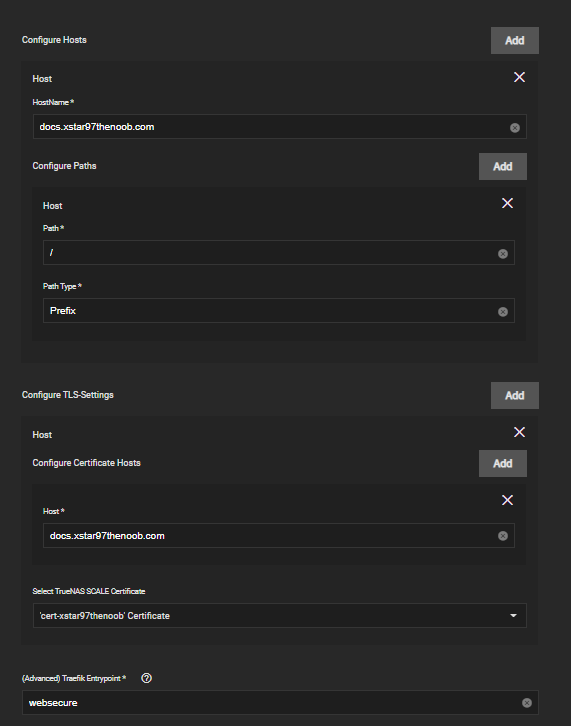 Configure Hosts
Add
Host
HostName *
docs.xstar97thenoob.com
Configure Paths
Add
Host
Path *
/
Path Type *
Prefix
Configure TLS-Settings
Add
Host
Configure Certificate Hosts
Add
Host *
docs.xstar97thenoob.com
Select TrueNAS SCALE Certificate
'cert-xstar97thenoob' Certificate
(Advanced) Traefik Entrypoint *
websecure